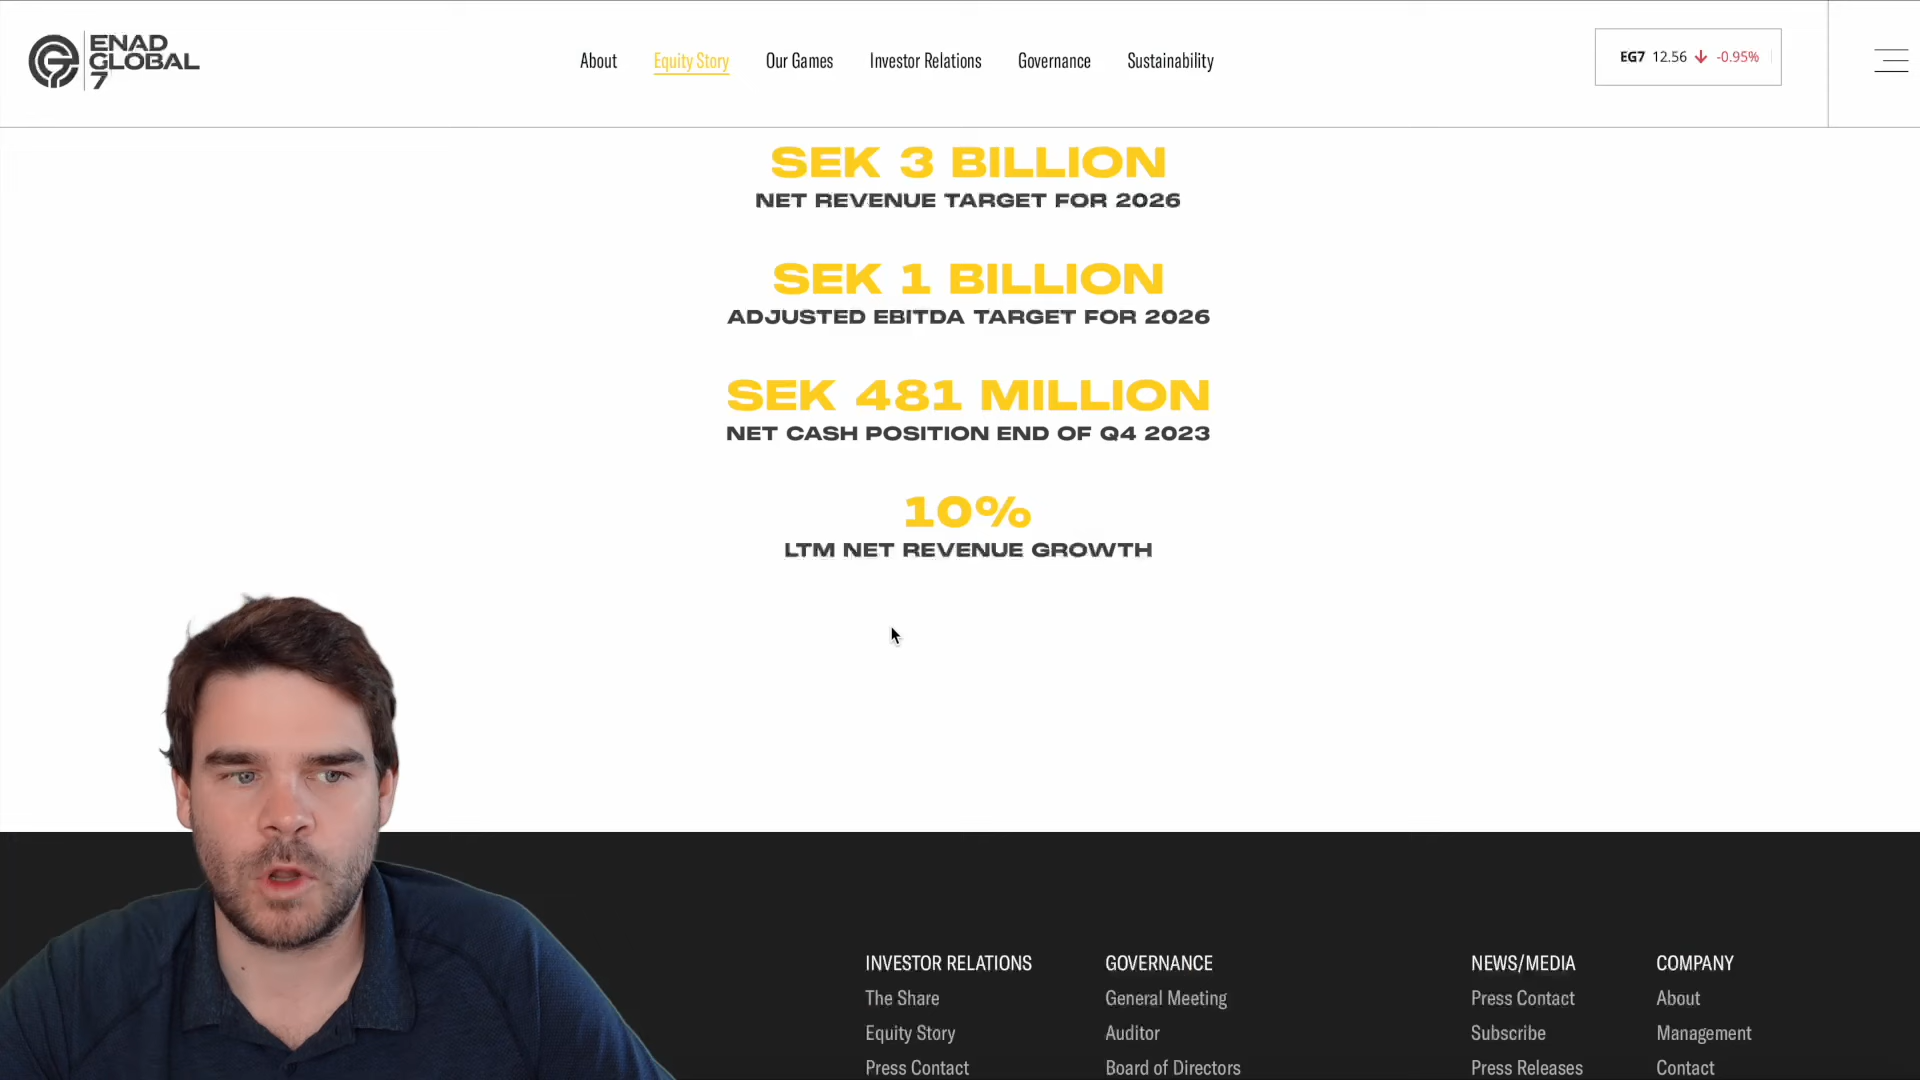 ENAD
GLOBAL
7
About
Equity Story
Our Games
Investor Relations
Governance
Sustainability
EG7 12.56 -0.95%
SEK 3 BILLION
NET REVENUE TARGET FOR 2026
SEK 1 BILLION
ADJUSTED EBITDA TARGET FOR 2026
SEK 481 MILLION
NET CASH POSITION END OF Q4 2023
10%
LTM NET REVENUE GROWTH
INVESTOR RELATIONS
The Share
Equity Story
Press Contact
GOVERNANCE
General Meeting
Auditor
Board of Directors
NEWS/MEDIA
Press Contact
Subscribe
Press Releases
COMPANY
About
Management
Contact